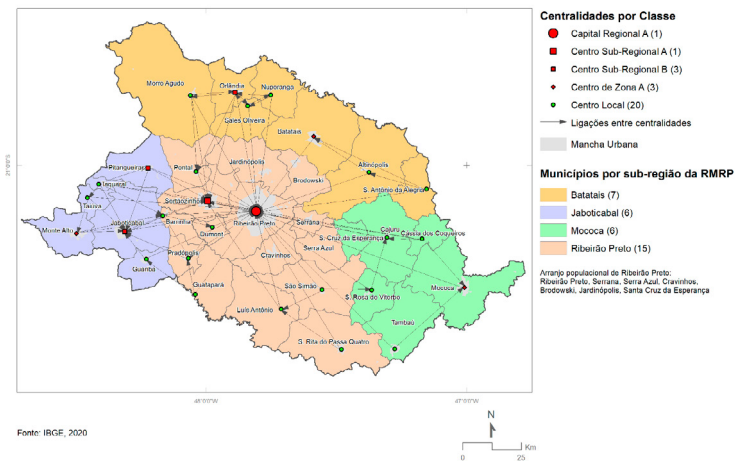 Centralidades por Classe
Capital Regional A (1)
Centro Sub-Regional A (1)
Centro Sub-Regional B (3)
Centro de Zona A (3)
Centro Local (20)
Ligações entre centralidades
Mancha Urbana
Municípios por sub-região da RMRP
Batatais (7)
Jaboticabal (6)
Mococa (6)
Ribeirão Preto (15)
Arranjo populacional de Ribeirão Preto:
Ribeirão Preto, Serrana, Serra Azul, Cravinhos,
Brodowski, Jardinópolis, Santa Cruz da Esperança
Morro Agudo
Orlândia
Nuporanga
Sales Oliveira
Batatais
Altinópolis
S. Antônio da Alegria
Pitangueiras
Pontal
Jardinópolis
Brodowski
Taquaral
Taiúva
Sertãozinho
Monte Alto
Jaboticabal
Barrinha
Dumont
Ribeirão Preto
Serrana
S. Cruz da Esperança
Cajuru
Cássia dos Coqueiros
Serra Azul
Pradópolis
Cravinhos
Guariba
Guatapará
São Simão
S. Rosa do Viterbo
Mococa
Luís Antônio
Tambaú
S. Rita do Passa Quatro
21°0'S
48°0'W
47°0'W
Fonte: IBGE, 2020
N
Km
0
25